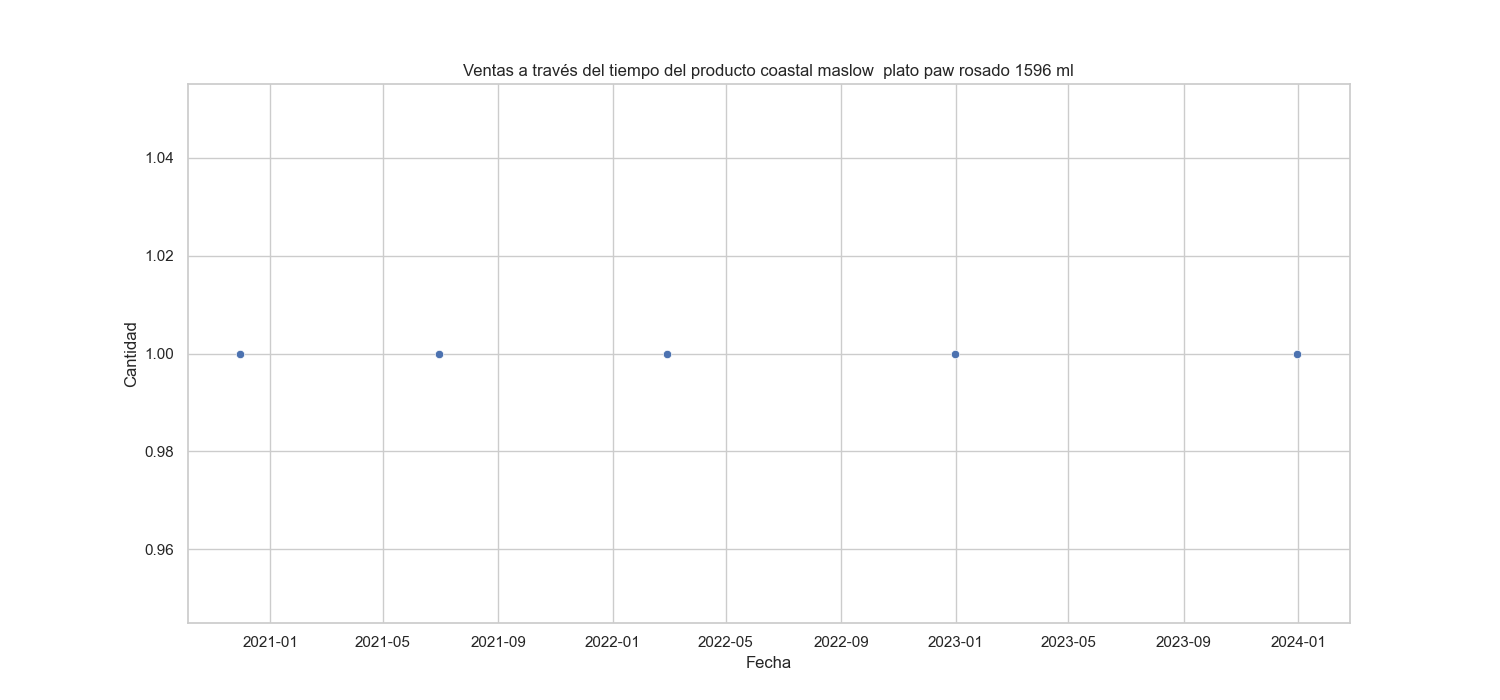 Ventas a través del tiempo del producto coastal maslow  plato paw rosado 1596 ml
1.04
1.02
1.00
0.98
0.96
Cantidad
2021-01 2021-05 2021-09 2022-01 2022-05 2022-09 2023-01 2023-05 2023-09 2024-01
Fecha